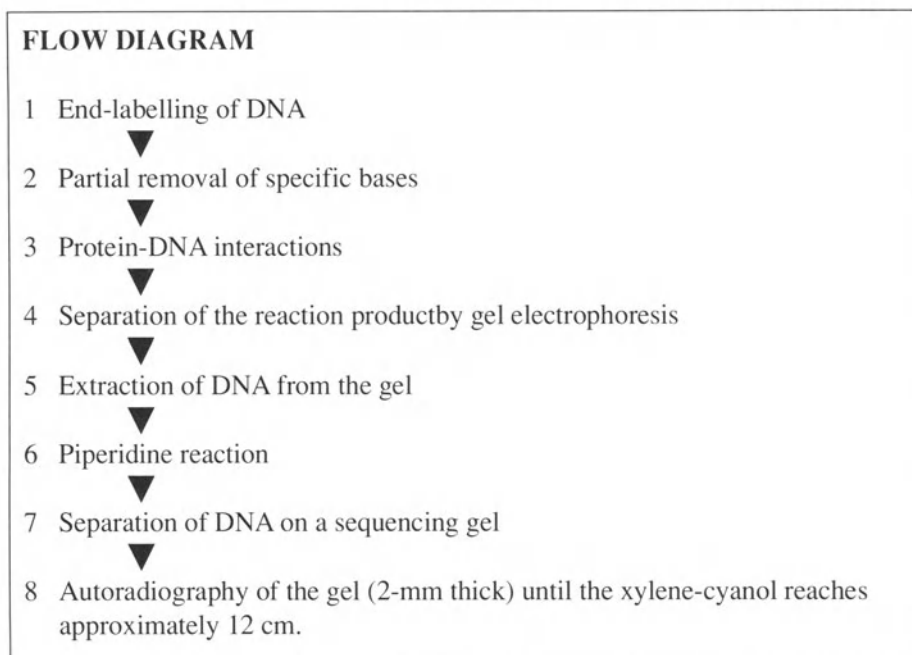 FLOW DIAGRAM
1 End-labelling of DNA
2 Partial removal of specific bases
3 Protein-DNA interactions
4 Separation of the reaction productby gel electrophoresis
5 Extraction of DNA from the gel
6 Piperidine reaction
7 Separation of DNA on a sequencing gel
8 Autoradiography of the gel (2-mm thick) until the xylene-cyanol reaches
approximately 12 cm.